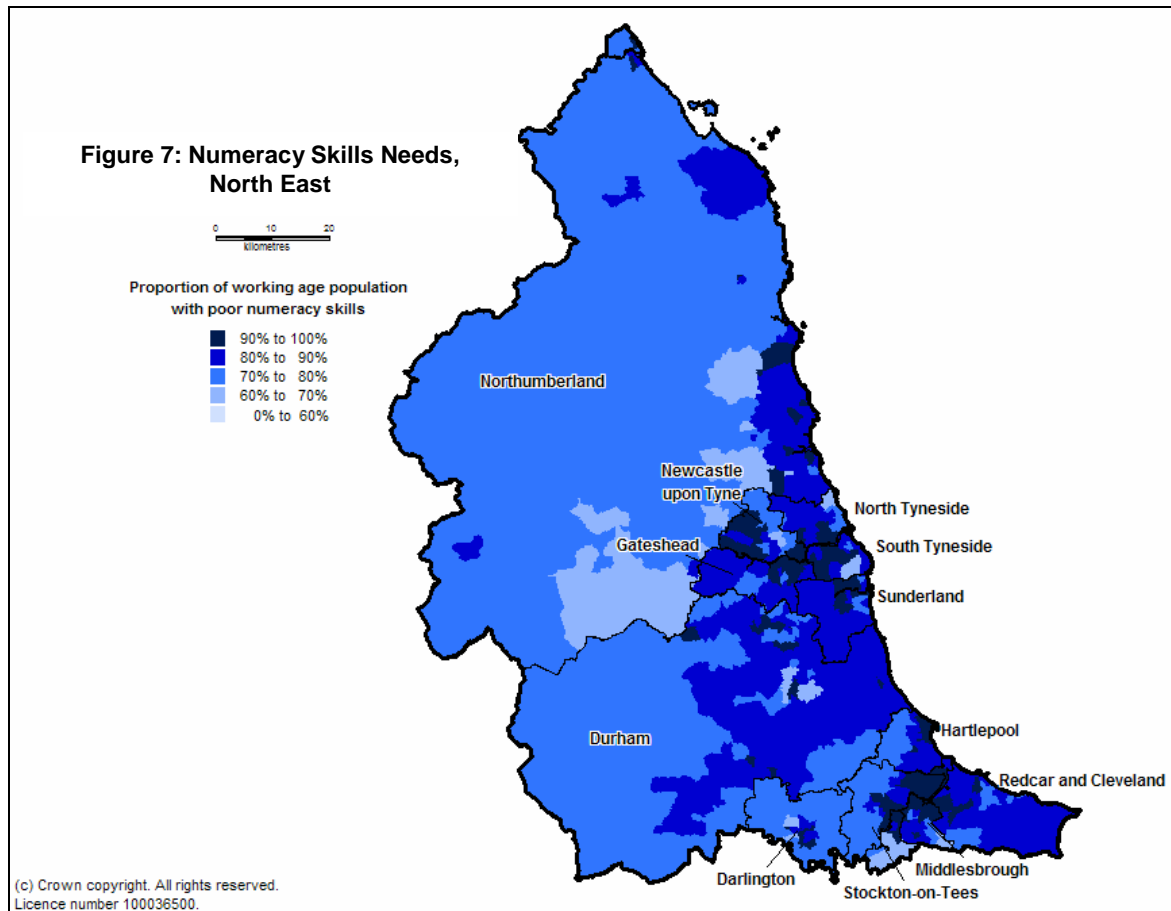 Figure 7: Numeracy Skills Needs,
North East
0 10 20
kilometres
Proportion of working age population
with poor numeracy skills
90% to 100%
80% to 90%
70% to 80%
60% to 70%
0% to 60%
Northumberland
Newcastle
upon Tyne
North Tyneside
Gateshead
South Tyneside
Sunderland
Durham
Hartlepool
Redcar and Cleveland
Middlesbrough
Darlington
Stockton-on-Tees
(c) Crown copyright. All rights reserved.
Licence number 100036500.